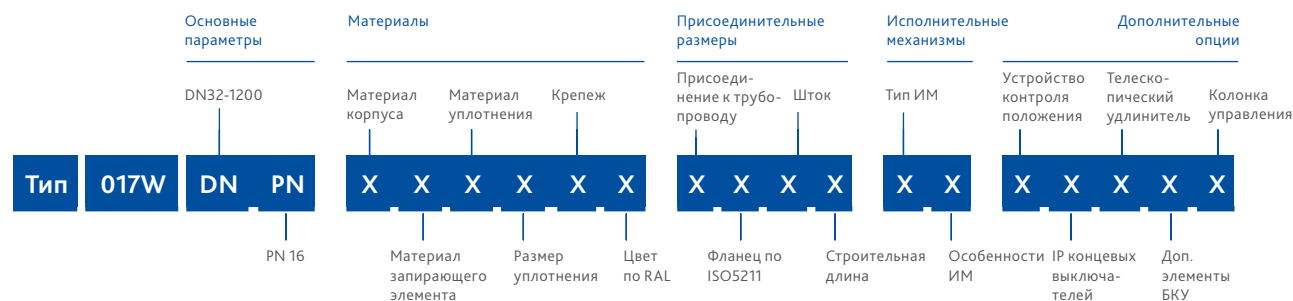 Основные
параметры
Материалы
Присоединительные
размеры
Исполнительные
механизмы
Дополнительные
опции
DN32-1200
Материал
корпуса
Материал
уплотнения
Крепеж
Присоеди-
нение к трубо-
проводу
Шток
Тип ИМ
Устройство
контроля
положения
Телеско-
пический
удлинитель
Колонка
управления
Тип 017W DN PN X X X X X X X X X X X X X X X X X
PN 16
Материал
запирающего
элемента
Размер
уплотнения
Цвет
по RAL
Фланец по
ISO5211
Строительная
длина
Особенности
ИМ
IP концевых
выключа-
телей
Доп.
элементы
БКУ